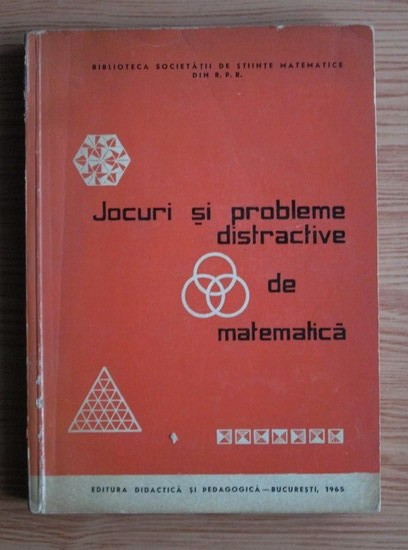 BIBLIOTECA SOCIETĂȚII DE ȘTIINȚE MATEMATICE
DIN R. P. R.
Jocuri și probleme
distractive
de
matematică
EDITURA DIDACTICĂ ȘI PEDAGOGICĂ—BUCUREȘTI, 1965